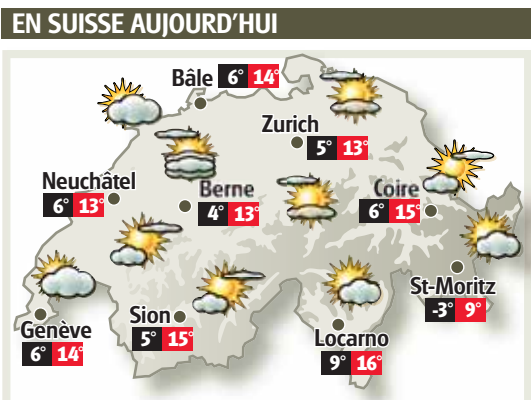 EN SUISSE AUJOURD'HUI
Bâle 6° 14°
Zurich
5° 13°
Neuchâtel
6° 13°
Berne
4° 13°
Coire
6° 15°
St-Moritz
-3° 9°
Sion
5° 15°
Genève
6° 14°
Locarno
9° 16°